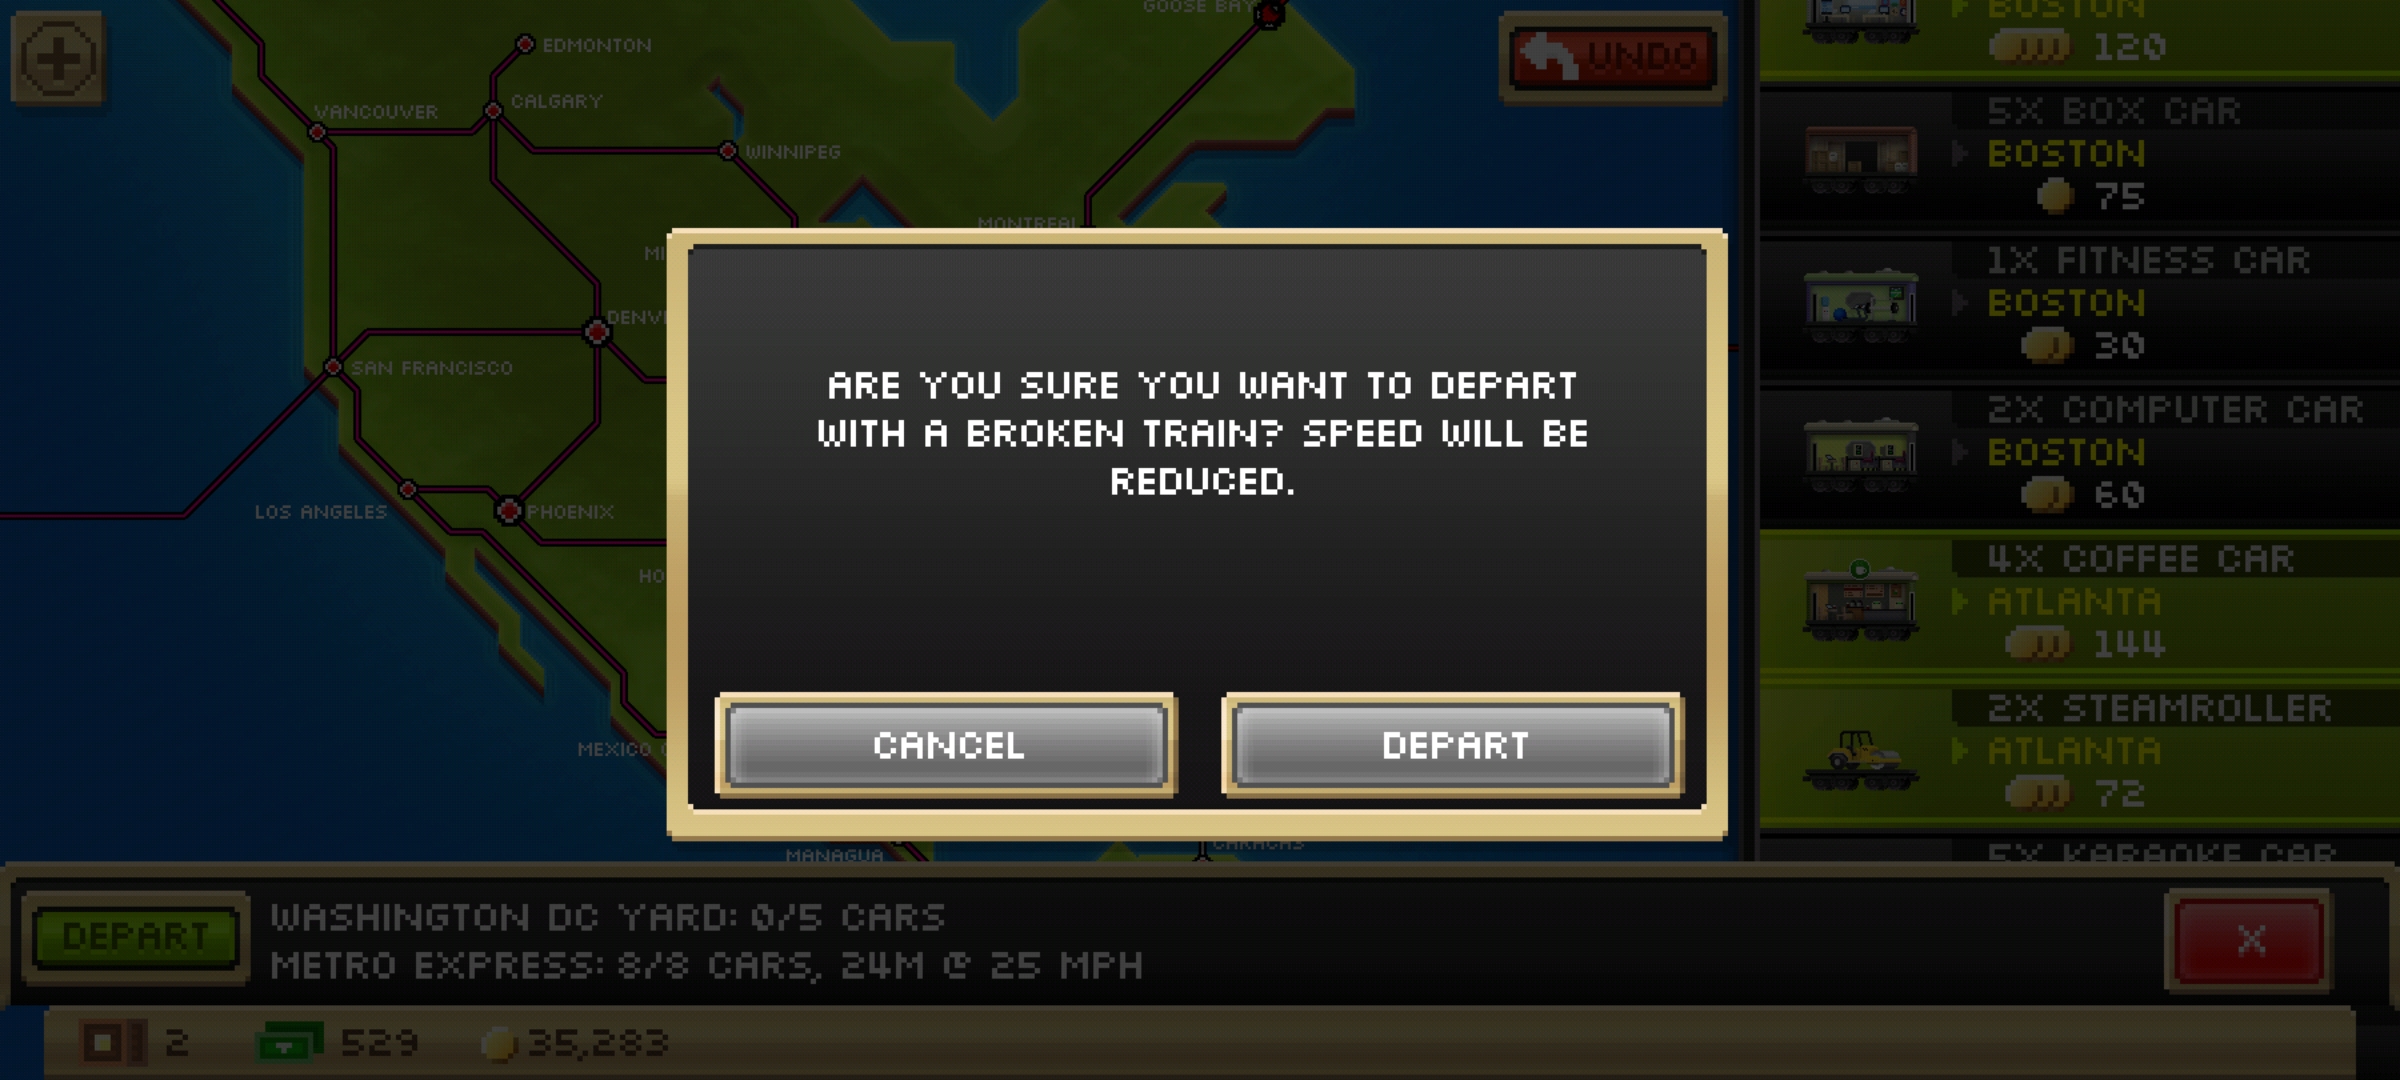 GOOSE BAY
EDMONTON
UNDO
CALGARY
VANCOUVER
WINNIPEG
MONTREAL
SAN FRANCISCO
LOS ANGELES
PHOENIX
MEXICO
MANAGUA
CARACAS
ARE YOU SURE YOU WANT TO DEPART
WITH A BROKEN TRAIN? SPEED WILL BE
REDUCED.
CANCEL
DEPART
BOSTON
120
5X BOX CAR
BOSTON
75
1X FITNESS CAR
BOSTON
30
2X COMPUTER CAR
BOSTON
60
4X COFFEE CAR
ATLANTA
144
2X STEAMROLLER
ATLANTA
72
5X KARAOKE CAR
DEPART
WASHINGTON DC YARD: 0/5 CARS
METRO EXPRESS: 8/8 CARS, 24M @ 25 MPH
X
2
529
35,283